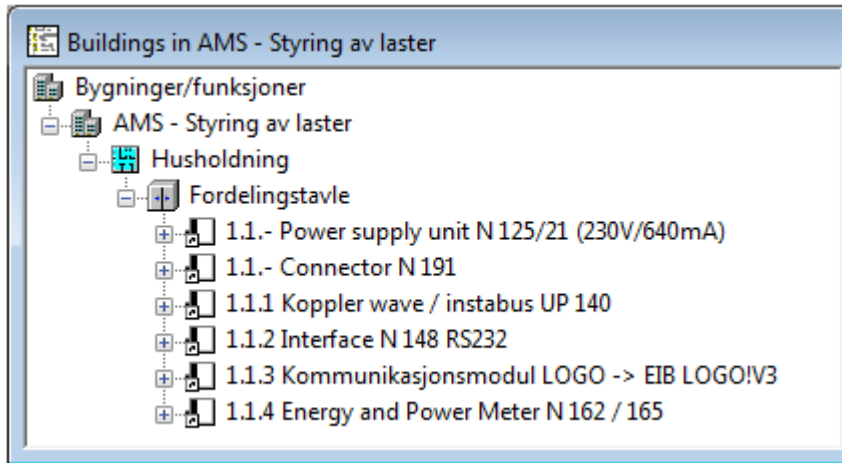 Buildings in AMS - Styring av laster
Bygninger/funksjoner
AMS - Styring av laster
Husholdning
Fordelingstavle
1.1.- Power supply unit N 125/21 (230V/640mA)
1.1.- Connector N 191
1.1.1 Koppler wave / instabus UP 140
1.1.2 Interface N 148 RS232
1.1.3 Kommunikasjonsmodul LOGO -> EIB LOGO!V3
1.1.4 Energy and Power Meter N 162 / 165